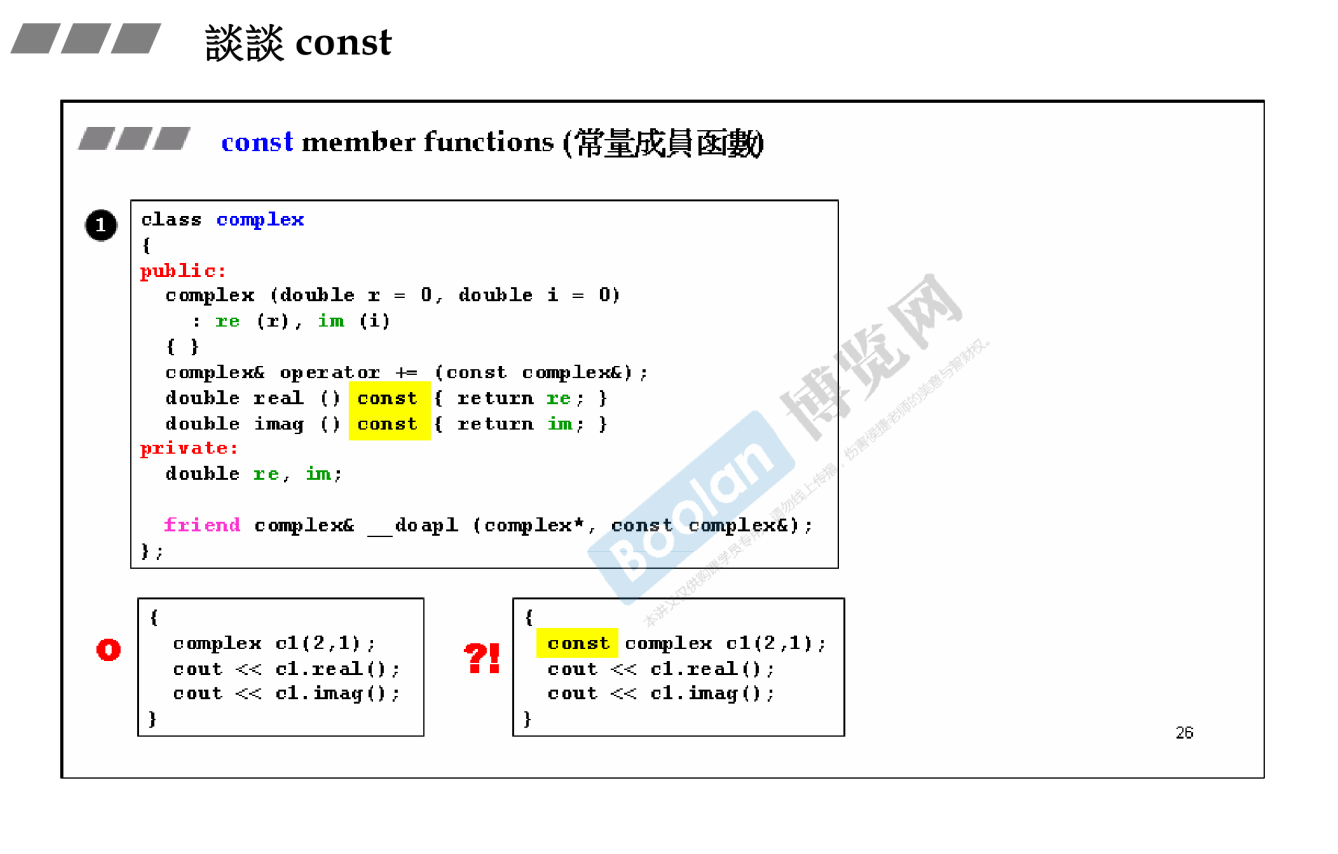 談談 const
const member functions (常量成員函數)
1
class complex
{
public:
complex (double r = 0, double i = 0)
: re (r), im (i)
{ }
complex& operator += (const complex&);
double real () const { return re; }
double imag () const { return im; }
private:
double re, im;
friend complex& __doapl (complex*, const complex&);
};
Boolan 博览网
本讲义仅供购课学员专用，请勿线上传播，伤害侯捷老师的美意与智财权。
O
{
complex c1(2,1);
cout << c1.real();
cout << c1.imag();
}
?!
{
const complex c1(2,1);
cout << c1.real();
cout << c1.imag();
}
26